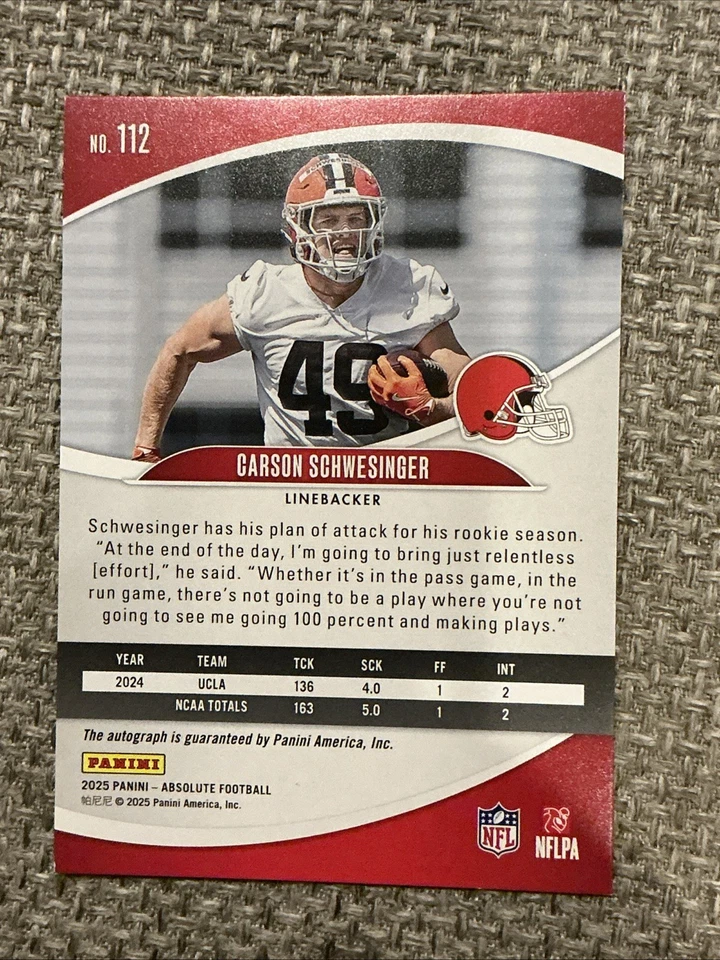 NO. 112
SCHWESINGER
49
CARSON SCHWESINGER
LINEBACKER
Schwesinger has his plan of attack for his rookie season.
“At the end of the day, I’m going to bring just relentless
[effort],” he said. “Whether it’s in the pass game, in the
run game, there’s not going to be a play where you’re not
going to see me going 100 percent and making plays.”
YEAR TEAM TCK SCK FF INT
2024 UCLA 136 4.0 1 2
NCAA TOTALS 163 5.0 1 2
The autograph is guaranteed by Panini America, Inc.
PANINI
2025 PANINI – ABSOLUTE FOOTBALL
帕尼尼 © 2025 Panini America, Inc.
NFL
NFLPA